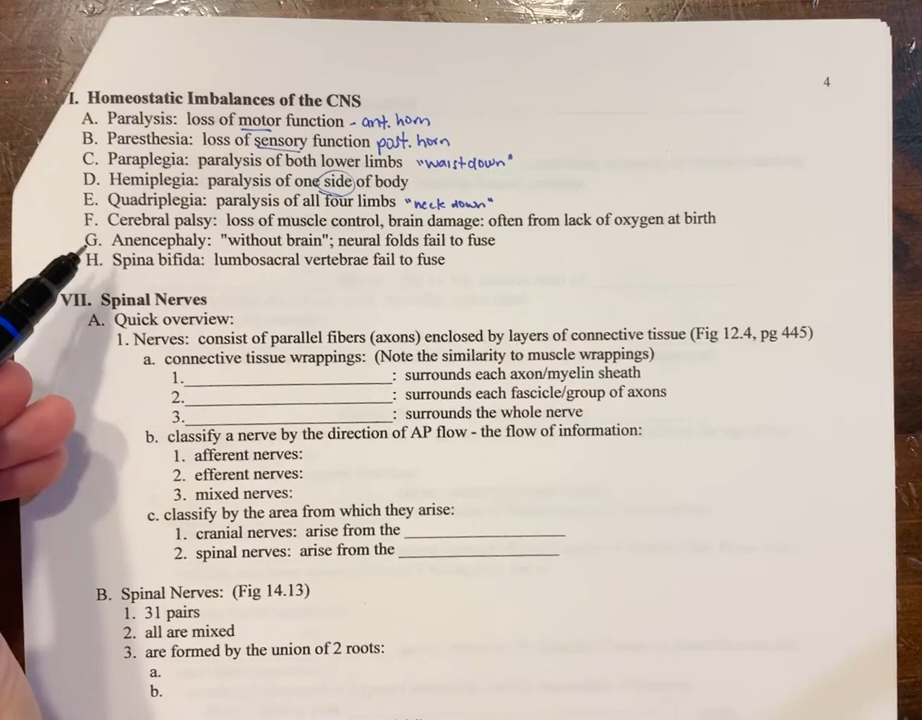 4
I. Homeostatic Imbalances of the CNS
A. Paralysis: loss of motor function - ant. horn
B. Paresthesia: loss of sensory function post. horn
C. Paraplegia: paralysis of both lower limbs "waist down"
D. Hemiplegia: paralysis of one side of body
E. Quadriplegia: paralysis of all four limbs "neck down"
F. Cerebral palsy: loss of muscle control, brain damage: often from lack of oxygen at birth
G. Anencephaly: "without brain"; neural folds fail to fuse
H. Spina bifida: lumbosacral vertebrae fail to fuse
VII. Spinal Nerves
A. Quick overview:
1. Nerves: consist of parallel fibers (axons) enclosed by layers of connective tissue (Fig 12.4, pg 445)
a. connective tissue wrappings: (Note the similarity to muscle wrappings)
1.____________________: surrounds each axon/myelin sheath
2.____________________: surrounds each fascicle/group of axons
3.____________________: surrounds the whole nerve
b. classify a nerve by the direction of AP flow - the flow of information:
1. afferent nerves:
2. efferent nerves:
3. mixed nerves:
c. classify by the area from which they arise:
1. cranial nerves: arise from the ________________
2. spinal nerves: arise from the ________________
B. Spinal Nerves: (Fig 14.13)
1. 31 pairs
2. all are mixed
3. are formed by the union of 2 roots:
a.
b.